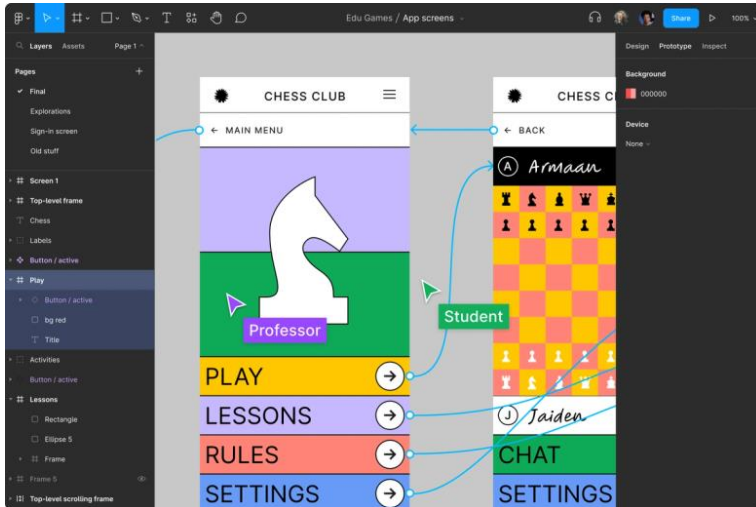 Edu Games / App screens
Share
100%
Layers Assets Page 1
Pages
Final
Explorations
Sign-in screen
Old stuff
Screen 1
Top-level frame
Chess
Labels
Button / active
Play
Button / active
bg red
Title
Activities
Button / active
Lessons
Rectangle
Ellipse 5
Frame
Frame 5
Top-level scrolling frame
CHESS CLUB
← MAIN MENU
Professor
PLAY
LESSONS
RULES
SETTINGS
Student
CHESS CL
← BACK
A Armaan
J Jaiden
CHAT
SETTINGS
Design Prototype Inspect
Background
000000
Device
None